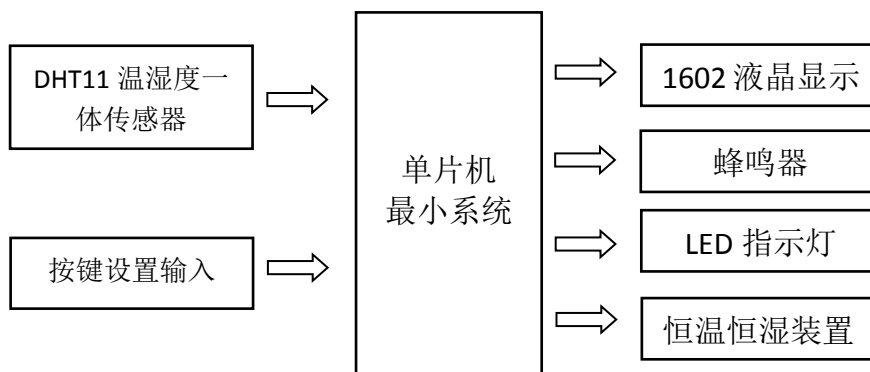 DHT11 温湿度一
体传感器
按键设置输入
单片机
最小系统
1602 液晶显示
蜂鸣器
LED 指示灯
恒温恒湿装置